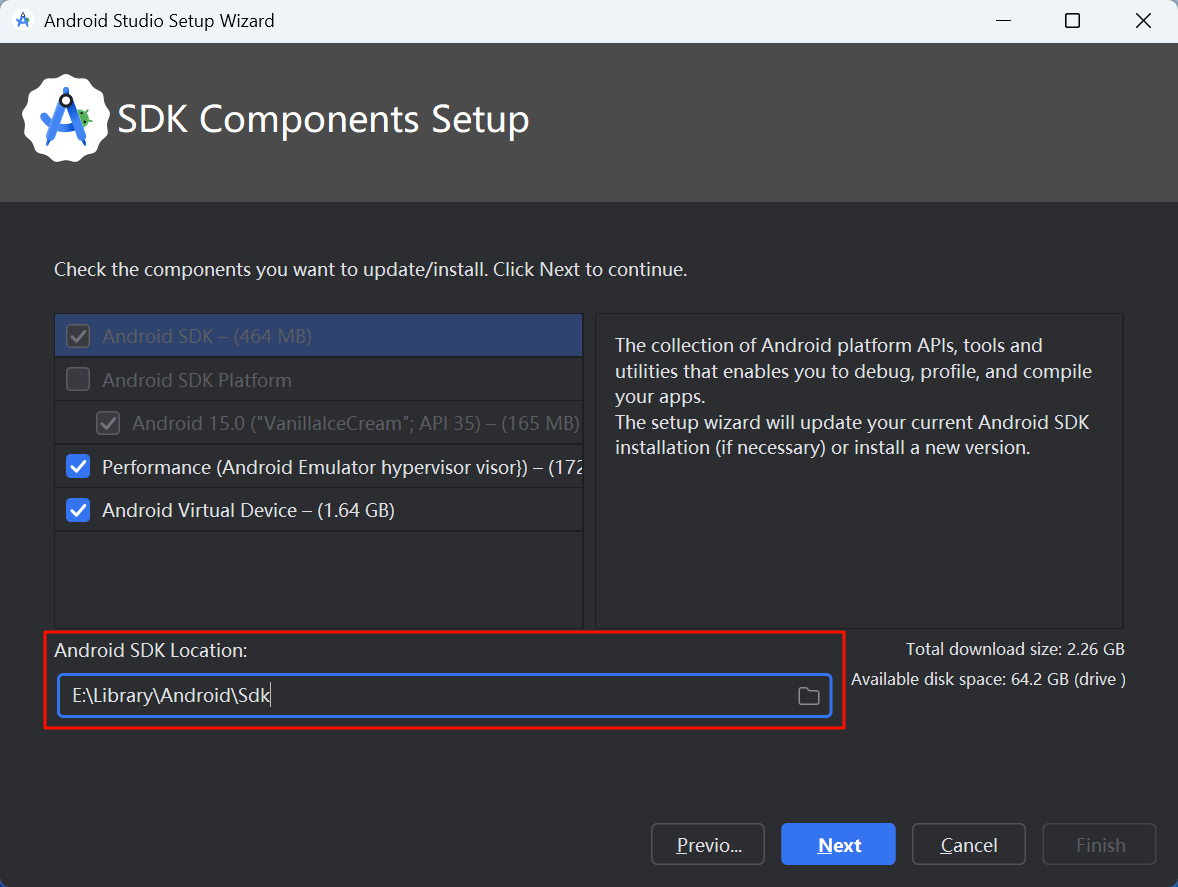 Android Studio Setup Wizard
SDK Components Setup
Check the components you want to update/install. Click Next to continue.
Android SDK – (464 MB)
Android SDK Platform
Android 15.0 ("VanillaIceCream"; API 35) – (165 MB)
Performance (Android Emulator hypervisor visor}) – (172
Android Virtual Device – (1.64 GB)
The collection of Android platform APIs, tools and
utilities that enables you to debug, profile, and compile
your apps.
The setup wizard will update your current Android SDK
installation (if necessary) or install a new version.
Android SDK Location:
E:\Library\Android\Sdk
Total download size: 2.26 GB
Available disk space: 64.2 GB (drive )
Previo...
Next
Cancel
Finish